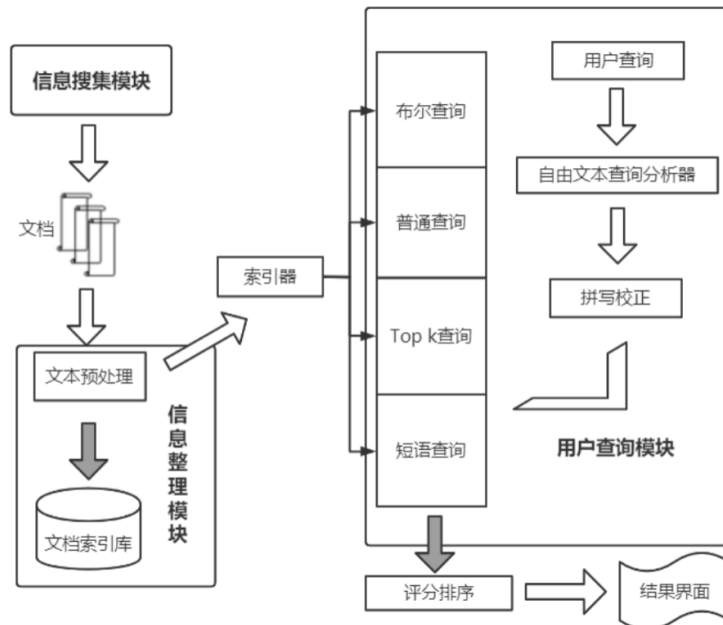 信息搜集模块
文档
文本预处理
信息整理模块
文档索引库
索引器
布尔查询
普通查询
Top k查询
短语查询
用户查询
自由文本查询分析器
拼写校正
用户查询模块
评分排序
结果界面